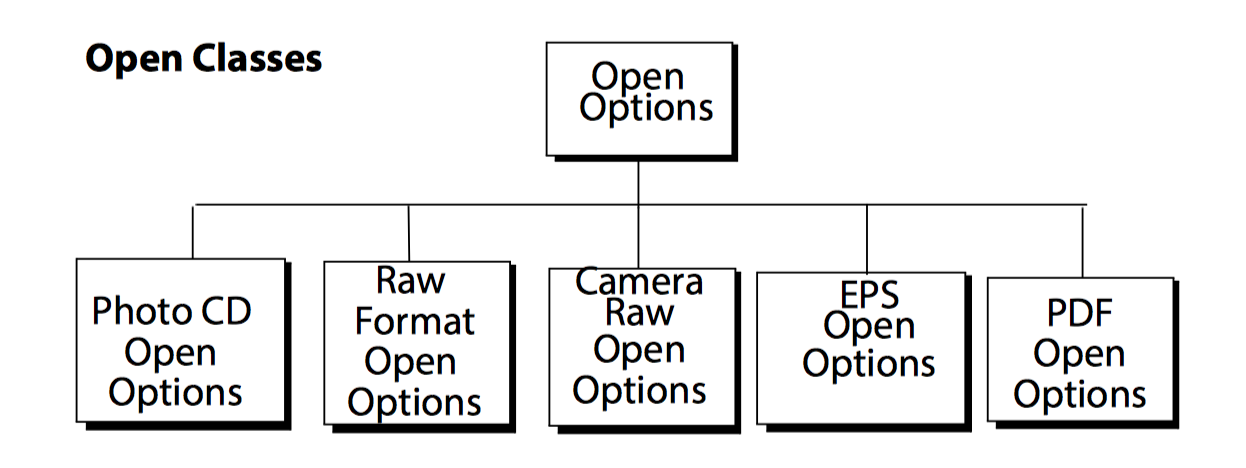 Open Classes
Open
Options
Photo CD
Open
Options
Raw
Format
Open
Options
Camera
Raw
Open
Options
EPS
Open
Options
PDF
Open
Options